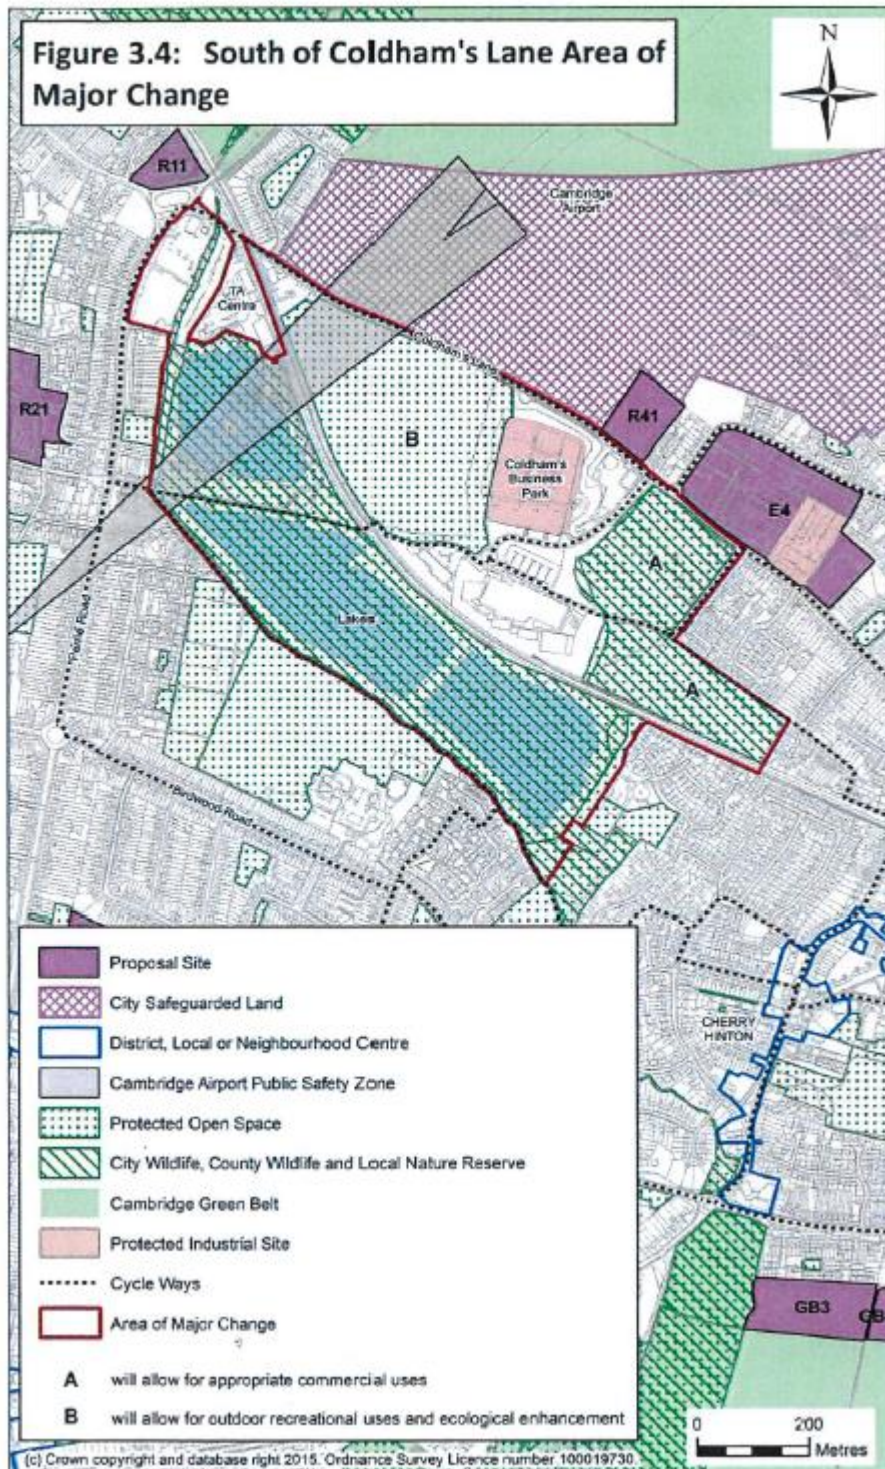 Figure 3.4: South of Coldham's Lane Area of
Major Change
N
R11
Cambridge
Airport
TA
Centre
Coldham's Lane
R21
B
R41
Coldham's
Business
Park
E4
A
Lakes
A
Perne Road
Birdwood Road
CHERRY
HINTON
GB3
GB
Proposal Site
City Safeguarded Land
District, Local or Neighbourhood Centre
Cambridge Airport Public Safety Zone
Protected Open Space
City Wildlife, County Wildlife and Local Nature Reserve
Cambridge Green Belt
Protected Industrial Site
Cycle Ways
Area of Major Change
A will allow for appropriate commercial uses
B will allow for outdoor recreational uses and ecological enhancement
0 200
Metres
(c) Crown copyright and database right 2015. Ordnance Survey Licence number 100019730.